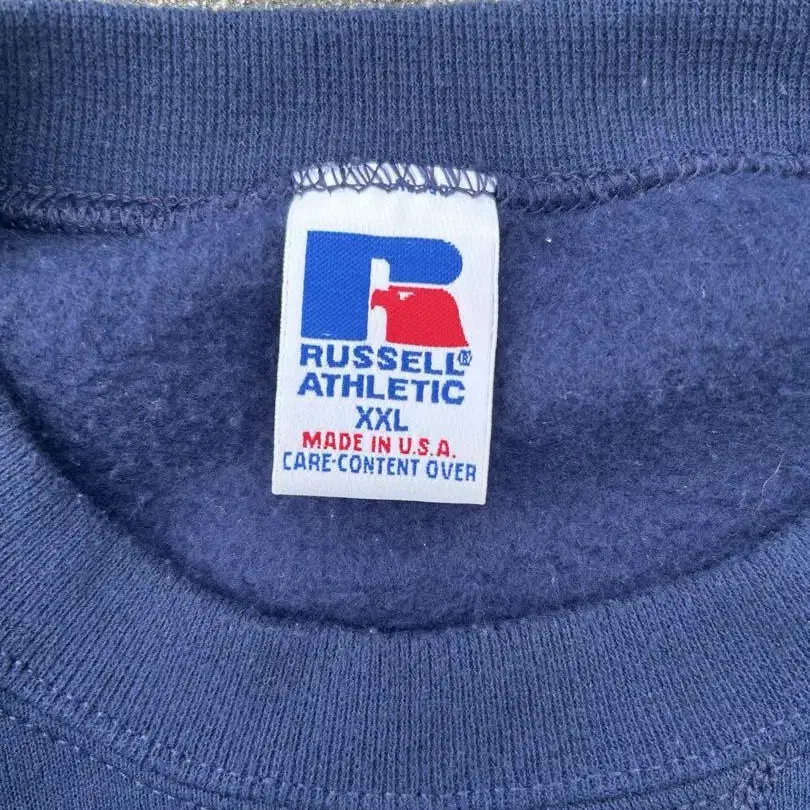 RUSSELL®
ATHLETIC
XXL
MADE IN U.S.A.
CARE-CONTENT OVER